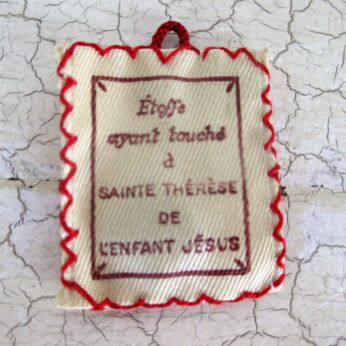 Étoffe
ayant touché
à
SAINTE THÉRÈSE
DE
L'ENFANT JÉSUS